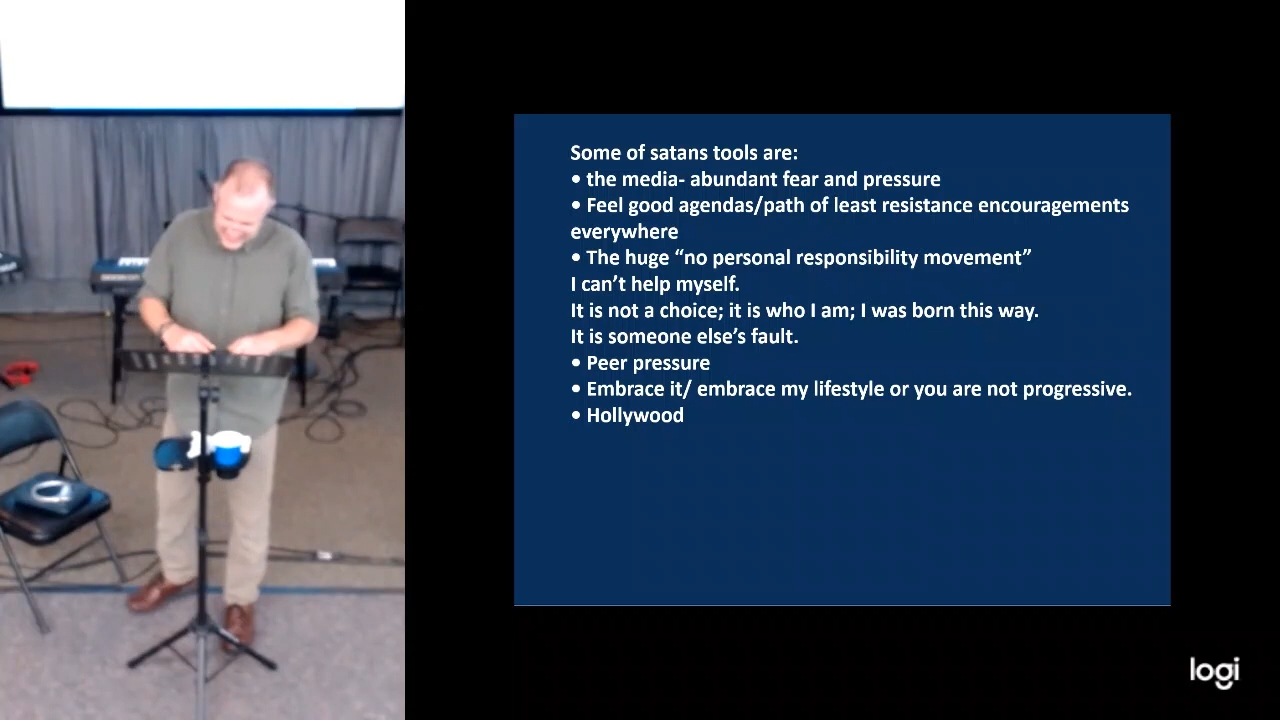 Some of satans tools are:
• the media- abundant fear and pressure
• Feel good agendas/path of least resistance encouragements
everywhere
• The huge “no personal responsibility movement”
I can’t help myself.
It is not a choice; it is who I am; I was born this way.
It is someone else’s fault.
• Peer pressure
• Embrace it/ embrace my lifestyle or you are not progressive.
• Hollywood
logi